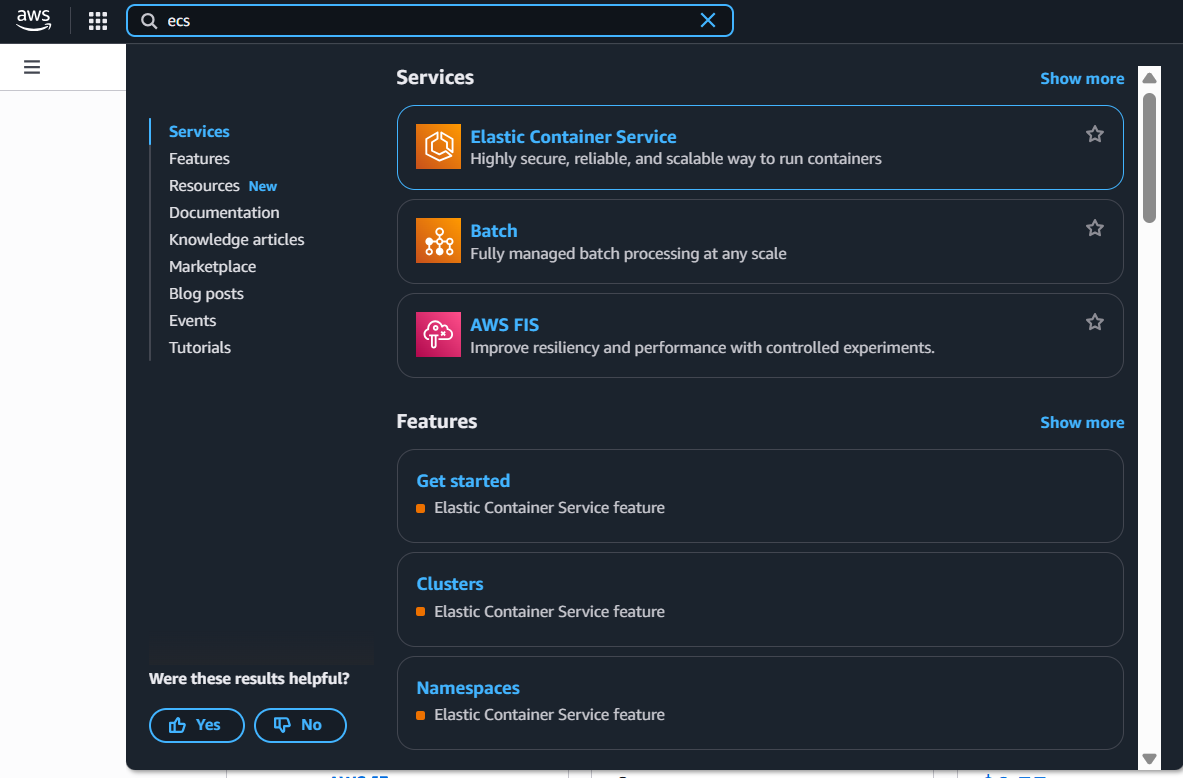 aws
ecs
Services
Show more
Services
Features
Resources New
Documentation
Knowledge articles
Marketplace
Blog posts
Events
Tutorials
Elastic Container Service
Highly secure, reliable, and scalable way to run containers
Batch
Fully managed batch processing at any scale
AWS FIS
Improve resiliency and performance with controlled experiments.
Features
Show more
Get started
Elastic Container Service feature
Clusters
Elastic Container Service feature
Namespaces
Elastic Container Service feature
Were these results helpful?
Yes
No